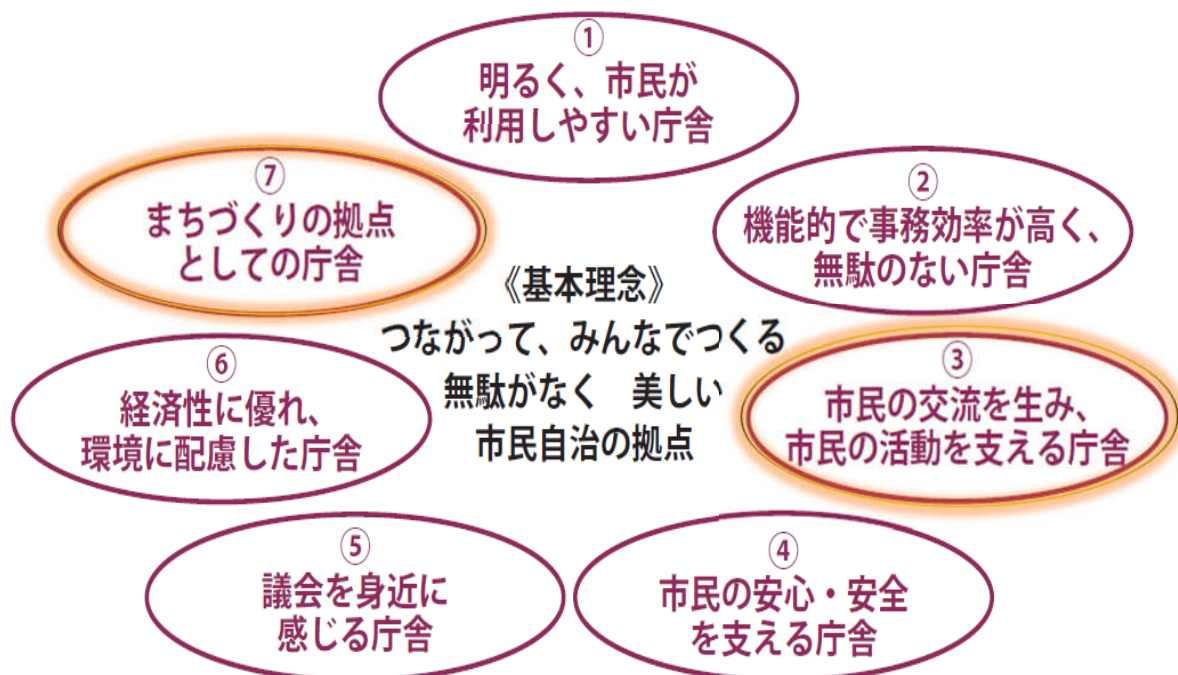 ①
明るく、市民が
利用しやすい庁舎
②
機能的で事務効率が高く、
無駄のない庁舎
③
市民の交流を生み、
市民の活動を支える庁舎
④
市民の安心・安全
を支える庁舎
⑤
議会を身近に
感じる庁舎
⑥
経済性に優れ、
環境に配慮した庁舎
⑦
まちづくりの拠点
としての庁舎
《基本理念》
つながって、みんなでつくる
無駄がなく　美しい
市民自治の拠点